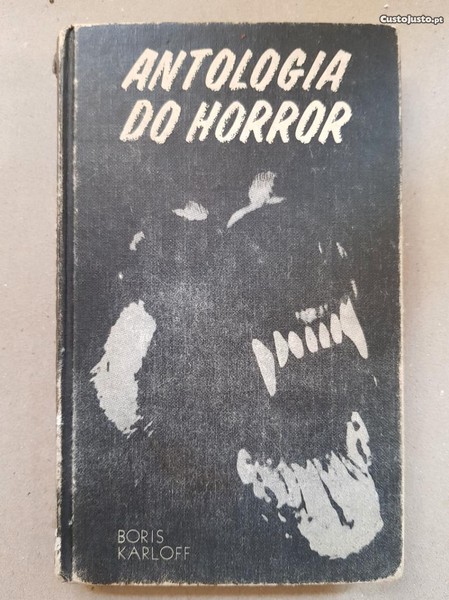 Custojusto.pt
ANTOLOGIA
DO HORROR
BORIS
KARLOFF